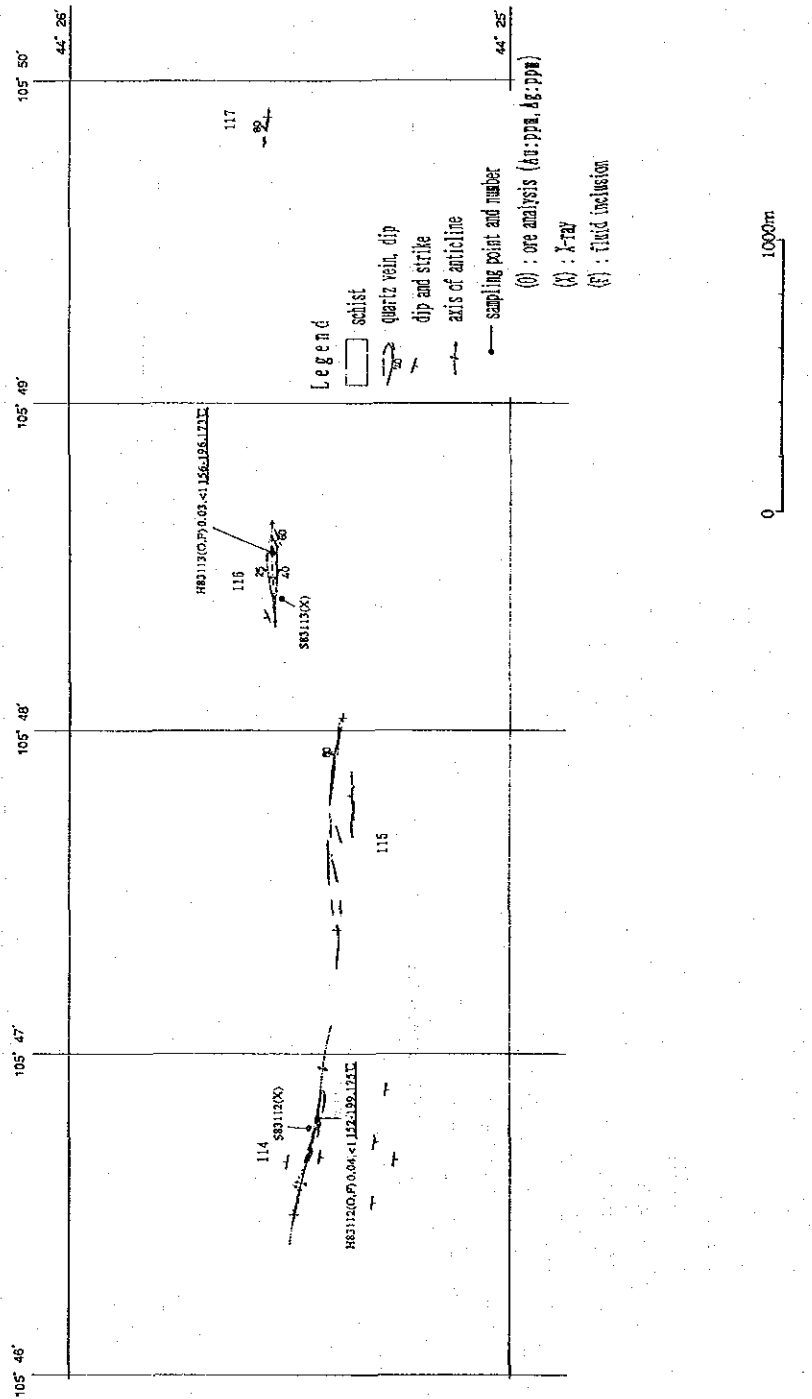 105° 46′
105° 47′
105° 48′
105° 49′
105° 50′
44° 26′
44° 25′
114
S83112(X)
H83112(O,F) 0.04,<1 152-199,175℃
115
80
116
H83113(O,F) 0.03,<1 156-196,173℃
S83113(X)
25
40
60
117
80
Legend
schist
quartz vein, dip
dip and strike
axis of anticline
sampling point and number
(O) : ore analysis (Au:ppm, Ag:ppm)
(X) : X-ray
(F) : fluid inclusion
0 1000m